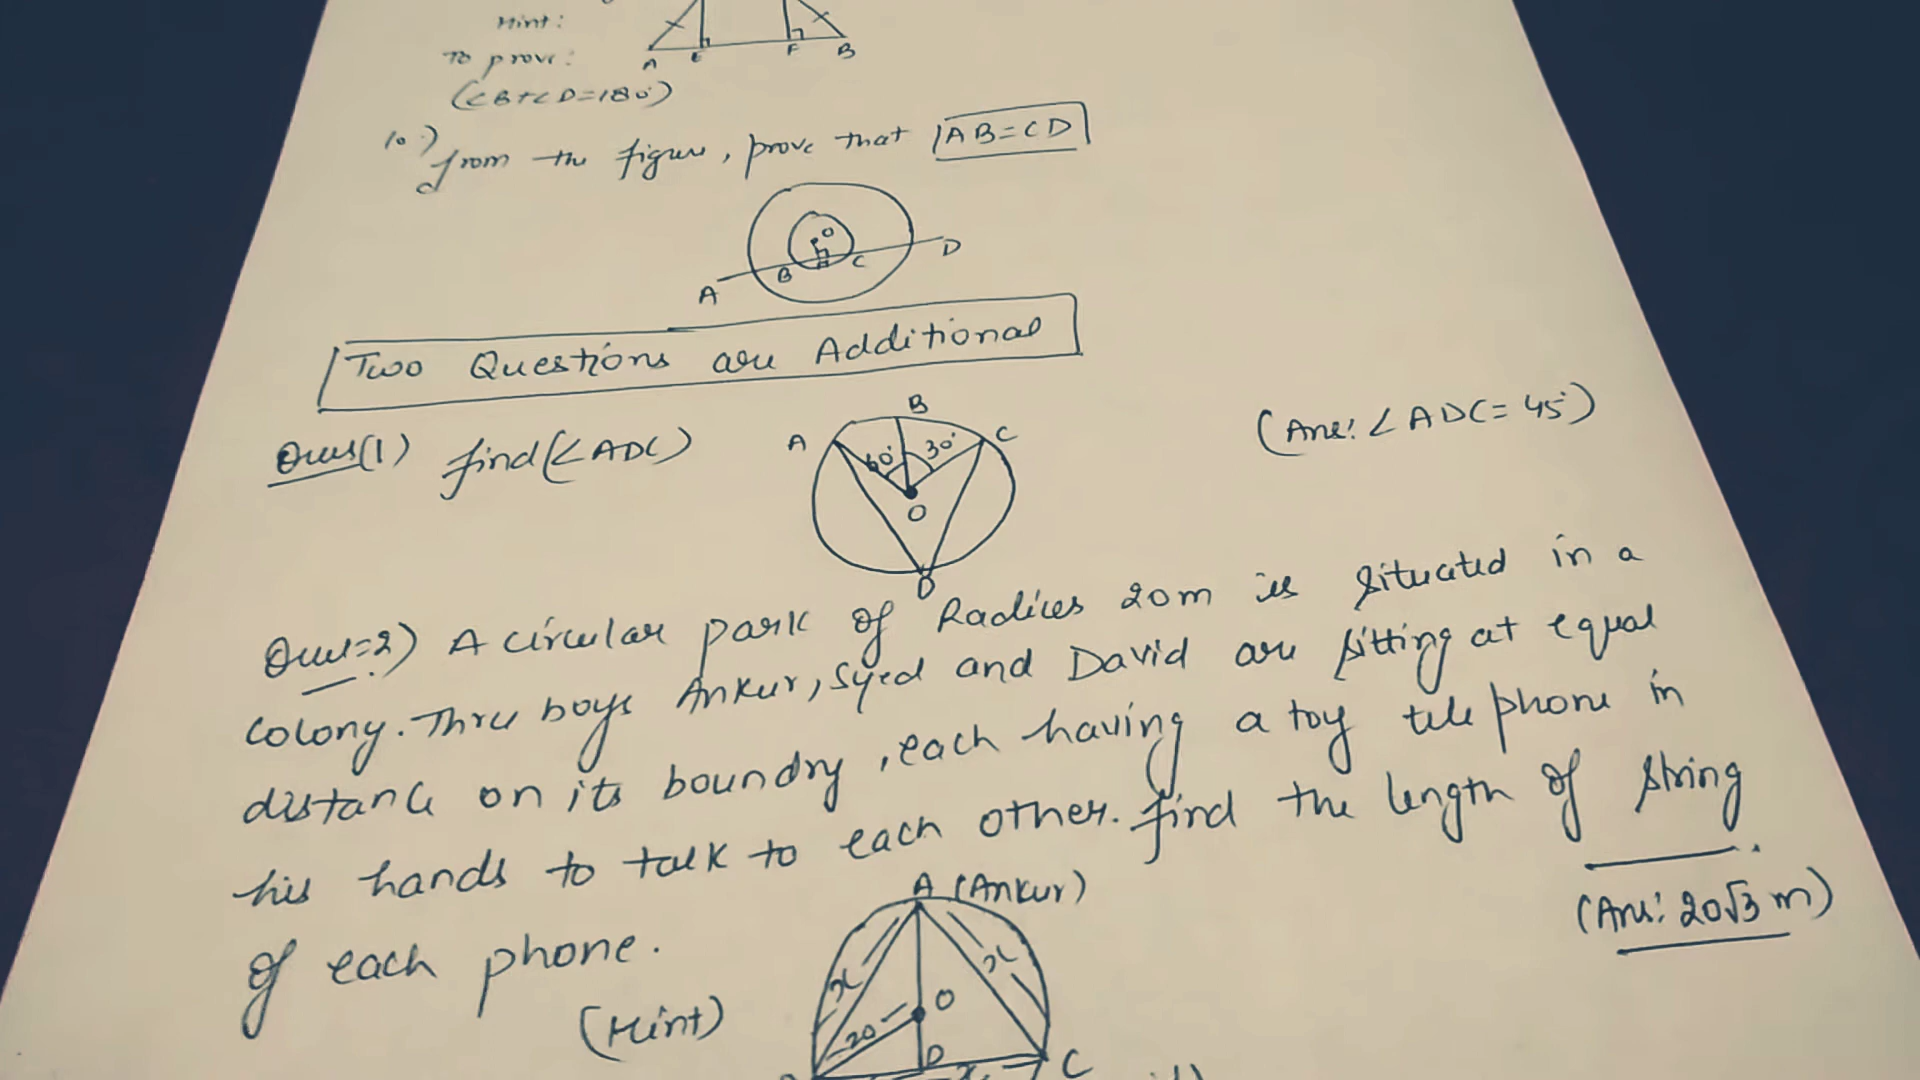 Hint:
To prove:
(∠B+∠D=180°)
A E F B
10.) from the figure, prove that AB=CD
O
A B M C D
Two Questions are Additional
Ques(1) find(∠ADC)
(Ans: ∠ADC=45°)
B
A C
60° 30°
O
D
Ques=2) A circular park of Radius 20m is situated in a
colony. Three boys Ankur, Syed and David are sitting at equal
distance on its boundry, each having a toy telephone in
his hands to talk to each other. find the length of string
of each phone.
(Ans: 20√3 m)
(Hint)
A (Ankur)
x x
O
20
D C
x